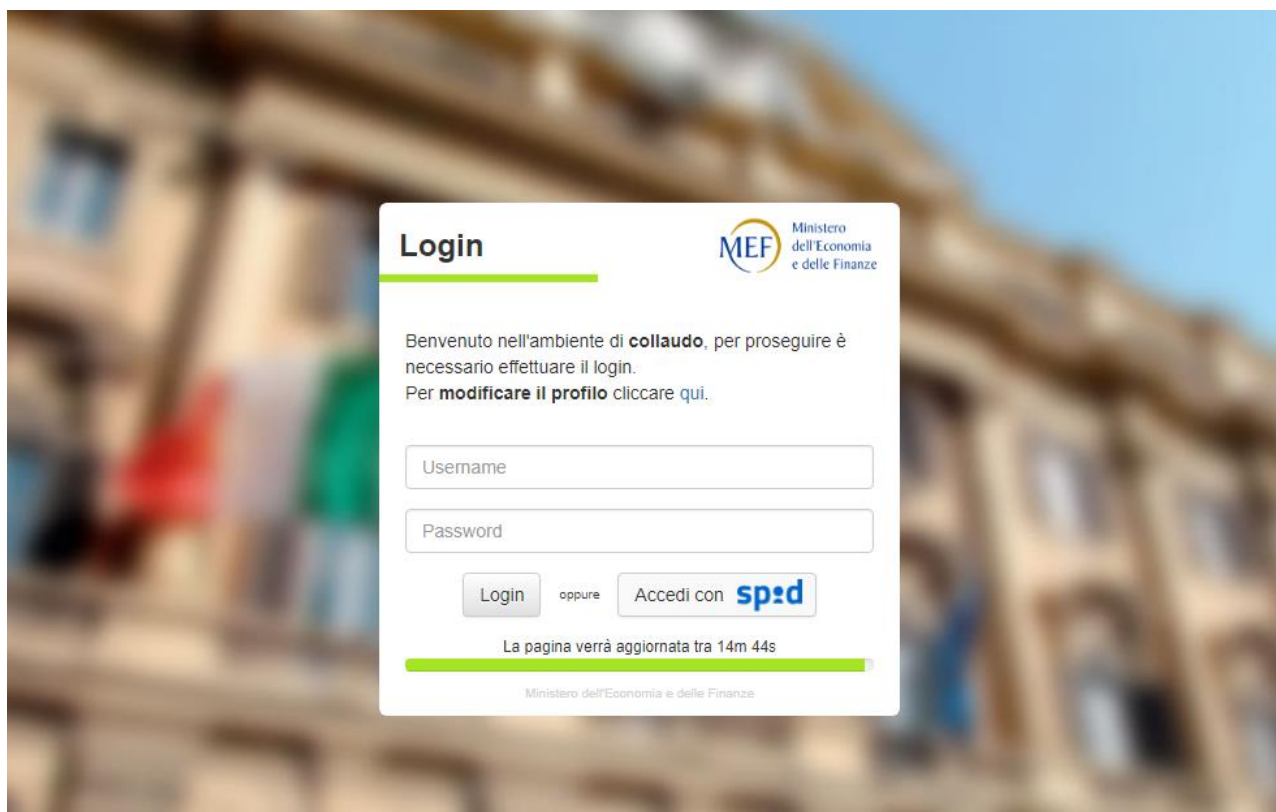 Login
MEF
Ministero
dell'Economia
e delle Finanze
Benvenuto nell'ambiente di collaudo, per proseguire è
necessario effettuare il login.
Per modificare il profilo cliccare qui.
Username
Password
Login oppure Accedi con spid
La pagina verrà aggiornata tra 14m 44s
Ministero dell'Economia e delle Finanze